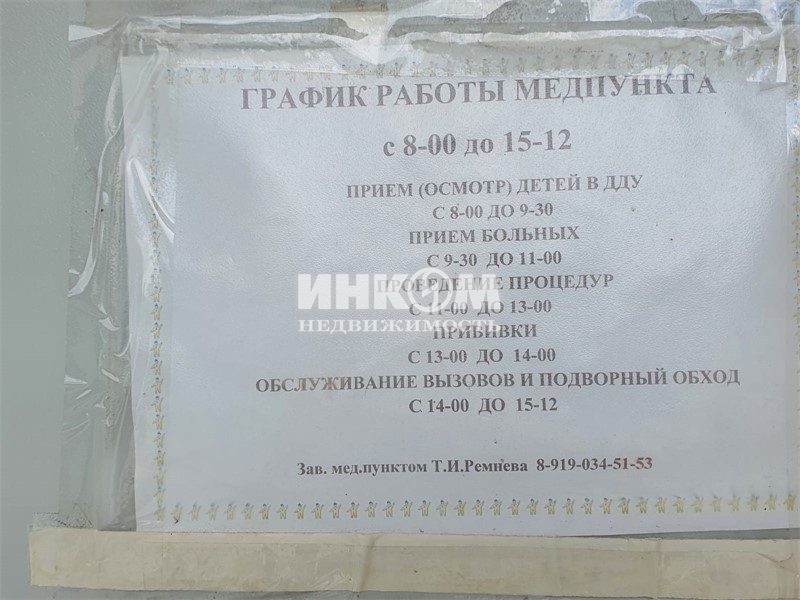 ГРАФИК РАБОТЫ МЕДПУНКТА
с 8-00 до 15-12
ПРИЕМ (ОСМОТР) ДЕТЕЙ В ДДУ
С 8-00 ДО 9-30
ПРИЕМ БОЛЬНЫХ
С 9-30 ДО 11-00
ПРОВЕДЕНИЕ ПРОЦЕДУР
ИНКОМ
С 11-00 ДО 13-00
НЕДВИЖИМОСТЬ
ПРИВИВКИ
С 13-00 ДО 14-00
ОБСЛУЖИВАНИЕ ВЫЗОВОВ И ПОДВОРНЫЙ ОБХОД
С 14-00 ДО 15-12
Зав. мед.пунктом Т.И.Ремнева 8-919-034-51-53